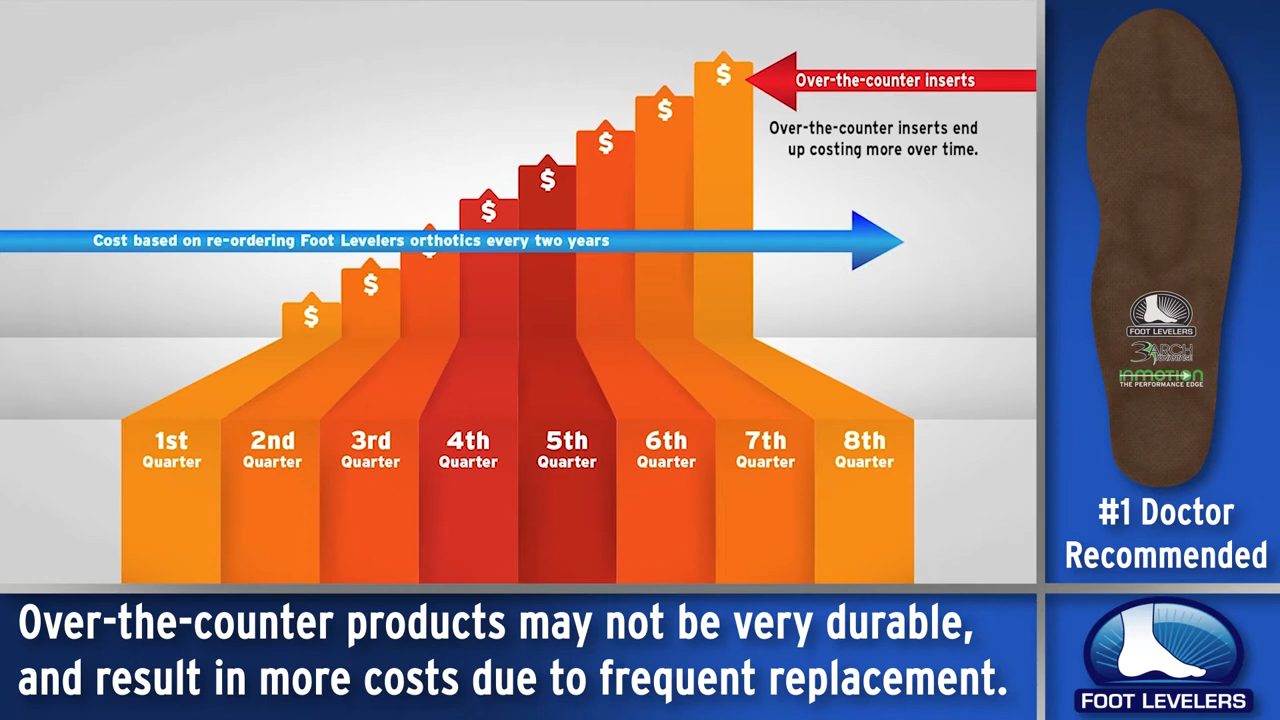 Over-the-counter inserts
Over-the-counter inserts end
up costing more over time.
Cost based on re-ordering Foot Levelers orthotics every two years
$
$
$
$
$
$
$
$
1st
Quarter
2nd
Quarter
3rd
Quarter
4th
Quarter
5th
Quarter
6th
Quarter
7th
Quarter
8th
Quarter
FOOT LEVELERS
3 ARCH
ADVANTAGE
INMOTION
THE PERFORMANCE EDGE
#1 Doctor
Recommended
Over-the-counter products may not be very durable,
and result in more costs due to frequent replacement.
FOOT LEVELERS